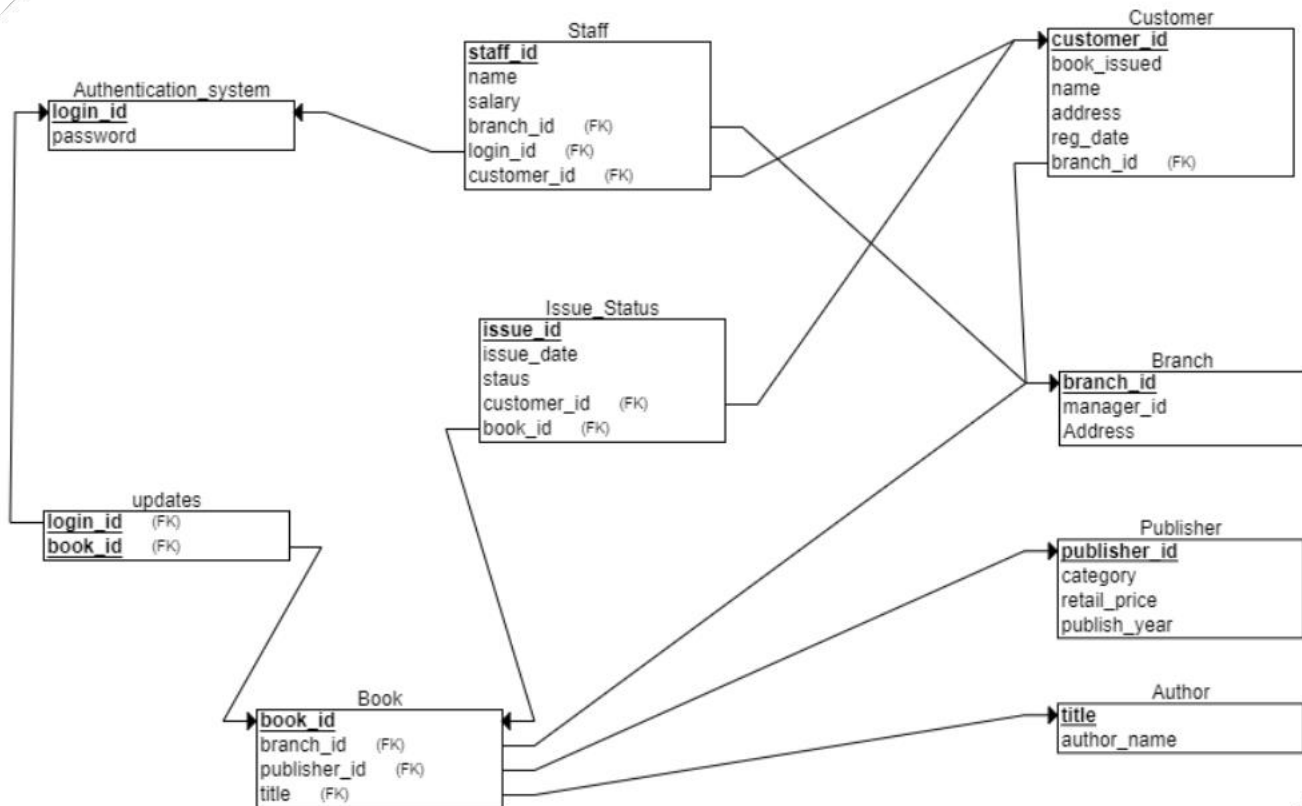 Staff
staff_id
name
salary
branch_id (FK)
login_id (FK)
customer_id (FK)
Customer
customer_id
book_issued
name
address
reg_date
branch_id (FK)
Authentication_system
login_id
password
Issue_Status
issue_id
issue_date
staus
customer_id (FK)
book_id (FK)
Branch
branch_id
manager_id
Address
updates
login_id (FK)
book_id (FK)
Publisher
publisher_id
category
retail_price
publish_year
Book
book_id
branch_id (FK)
publisher_id (FK)
title (FK)
Author
title
author_name